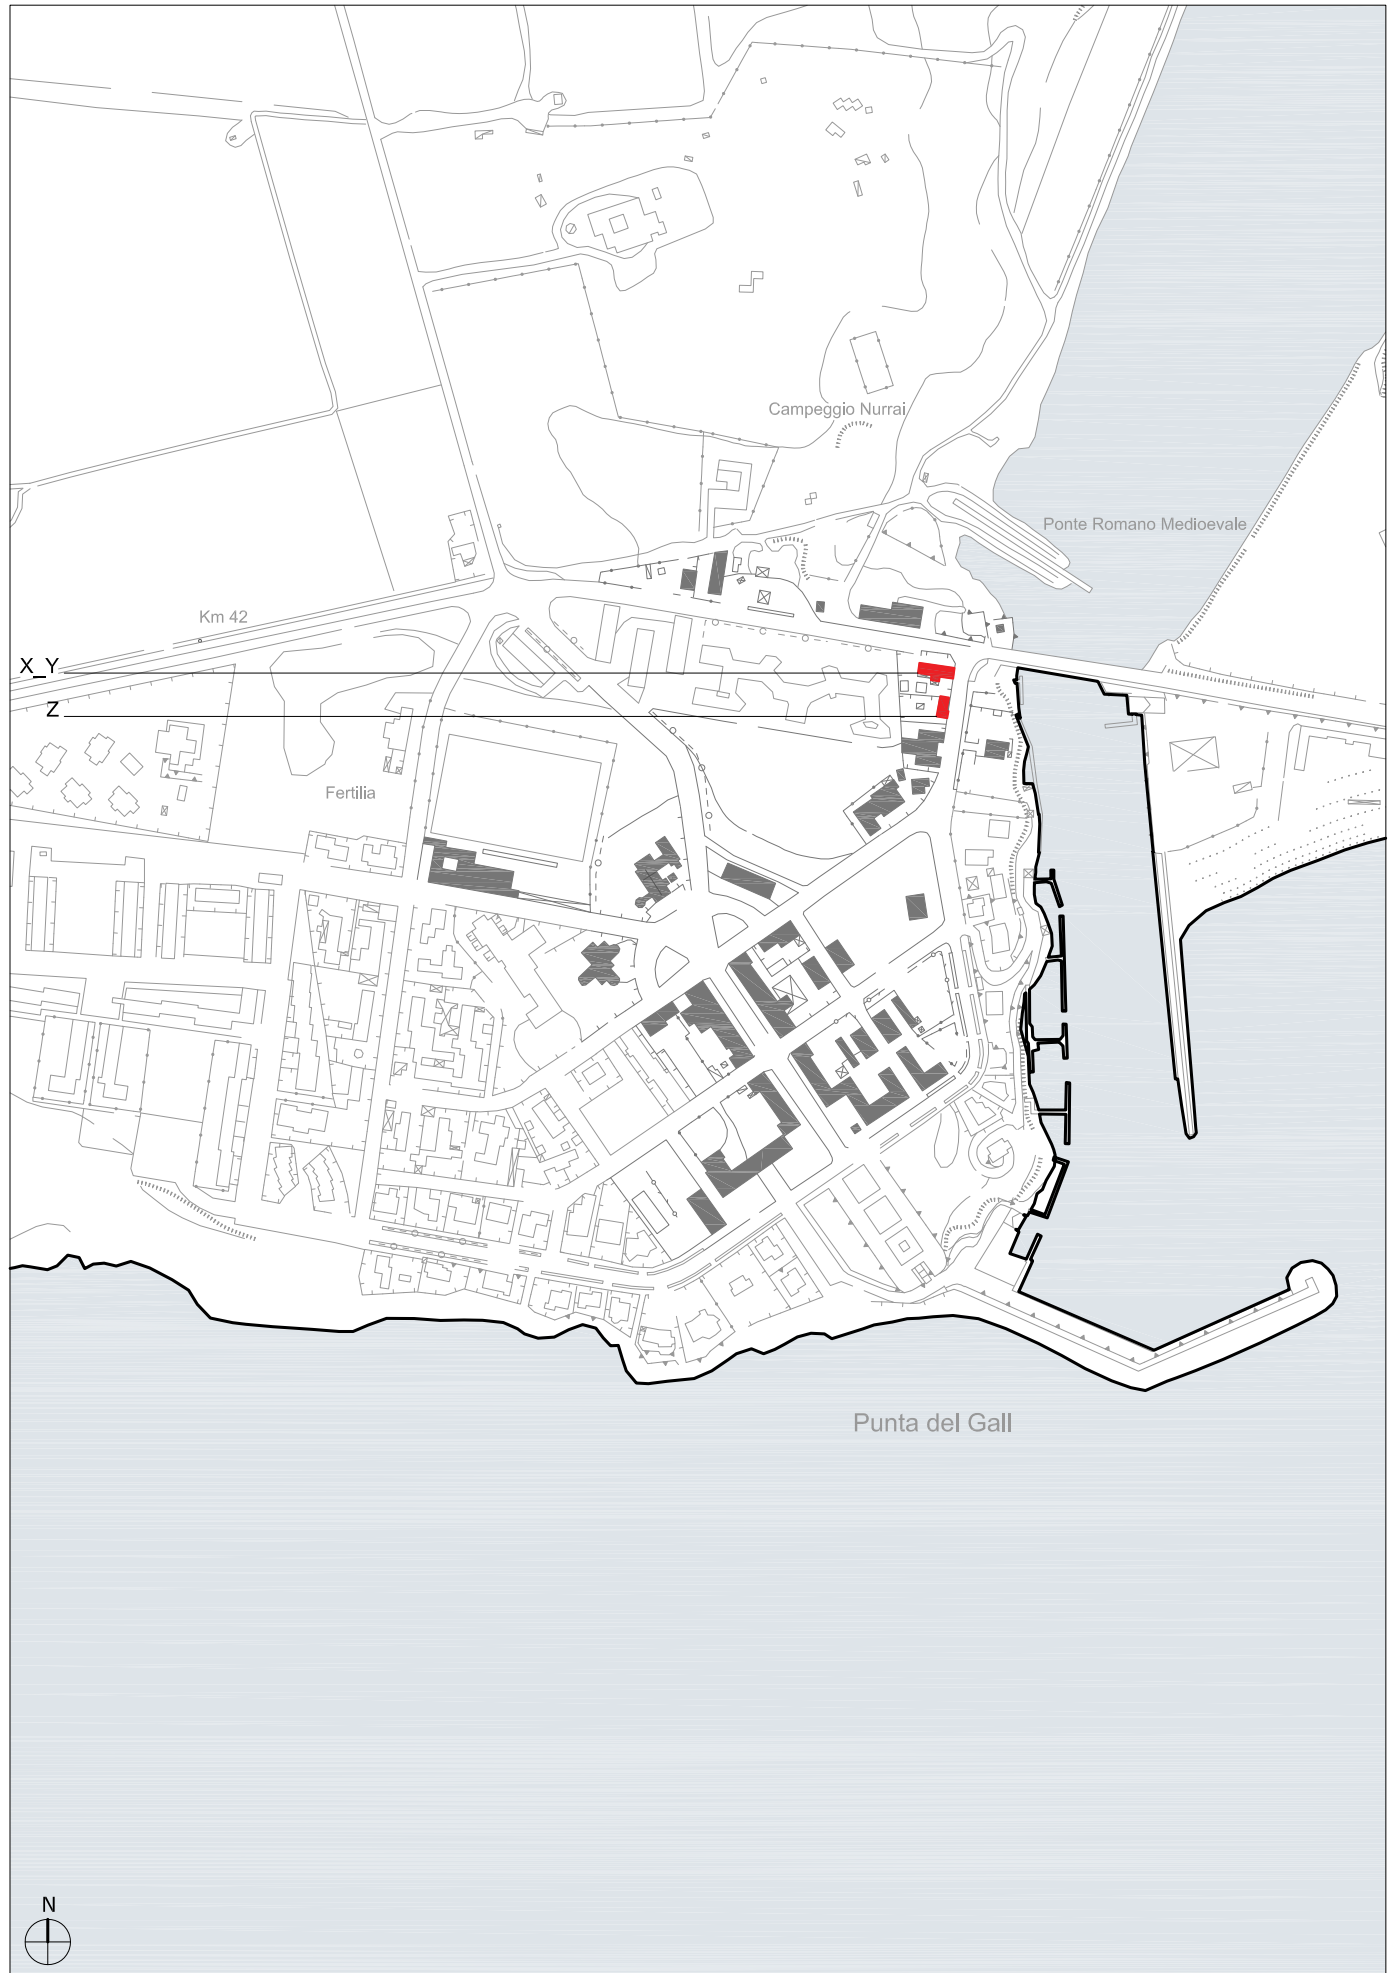 Campeggio Nurrai
Ponte Romano Medioevale
Km 42
X_Y
Z
Fertilia
Punta del Gall
N